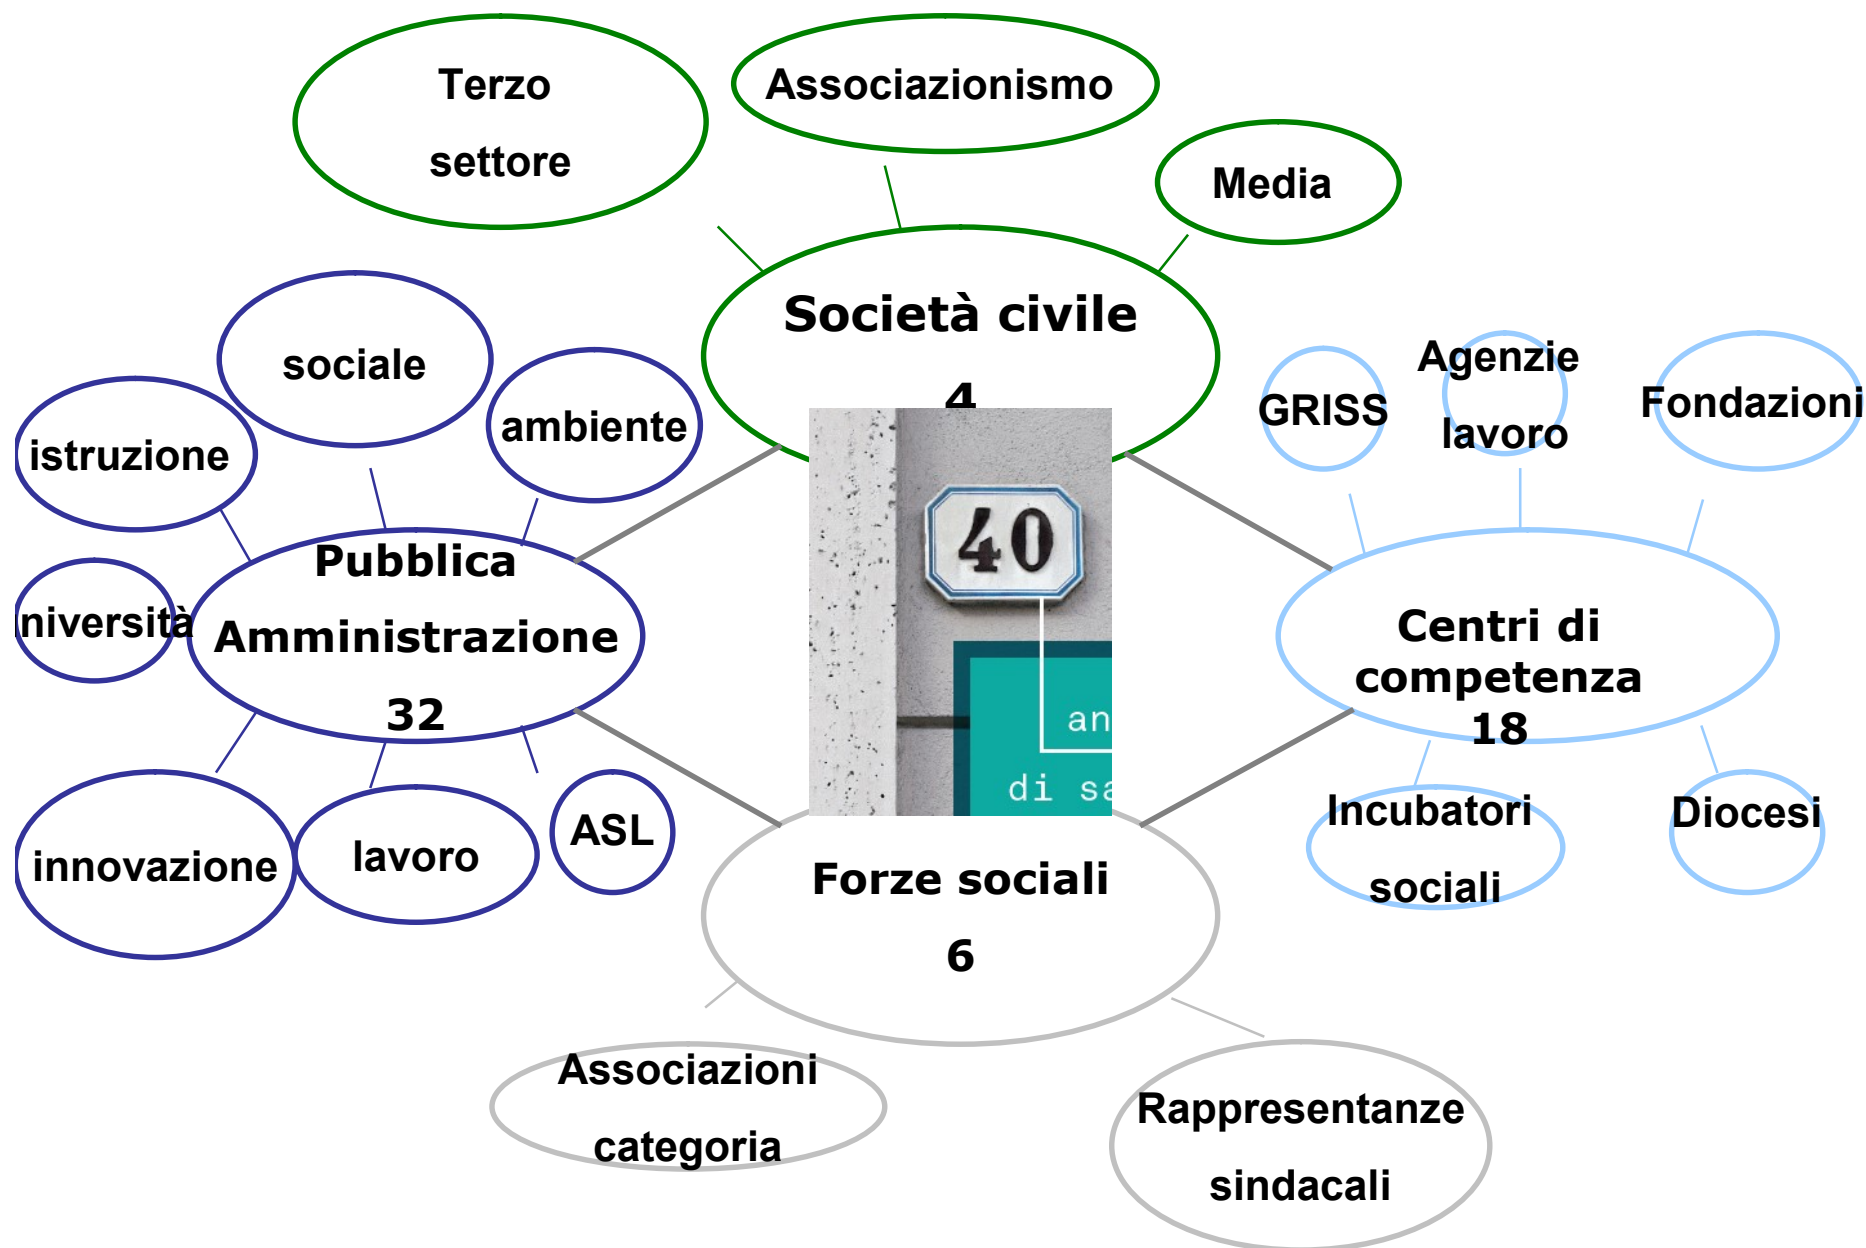 Terzo
settore
Associazionismo
Media
Società civile
4
sociale
ambiente
istruzione
niversità
Pubblica
Amministrazione
32
innovazione
lavoro
ASL
GRISS
Agenzie
lavoro
Fondazioni
Centri di
competenza
18
Incubatori
sociali
Diocesi
40
an
di sa
Forze sociali
6
Associazioni
categoria
Rappresentanze
sindacali